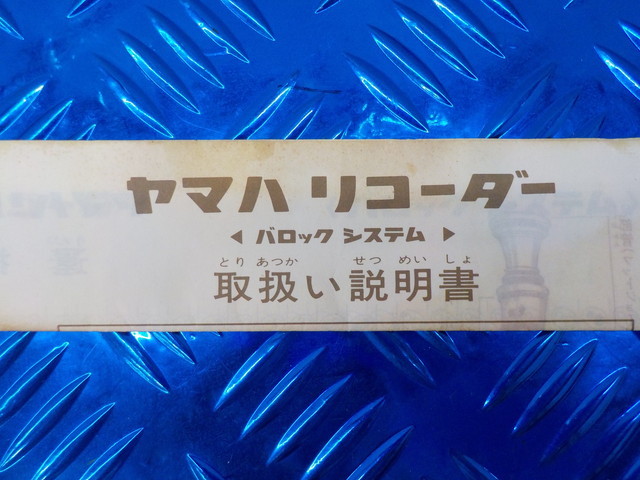 ヤマハ リコーダー
◀ バロック システム ▶
とり あつか せつ めい しょ
取扱い説明書